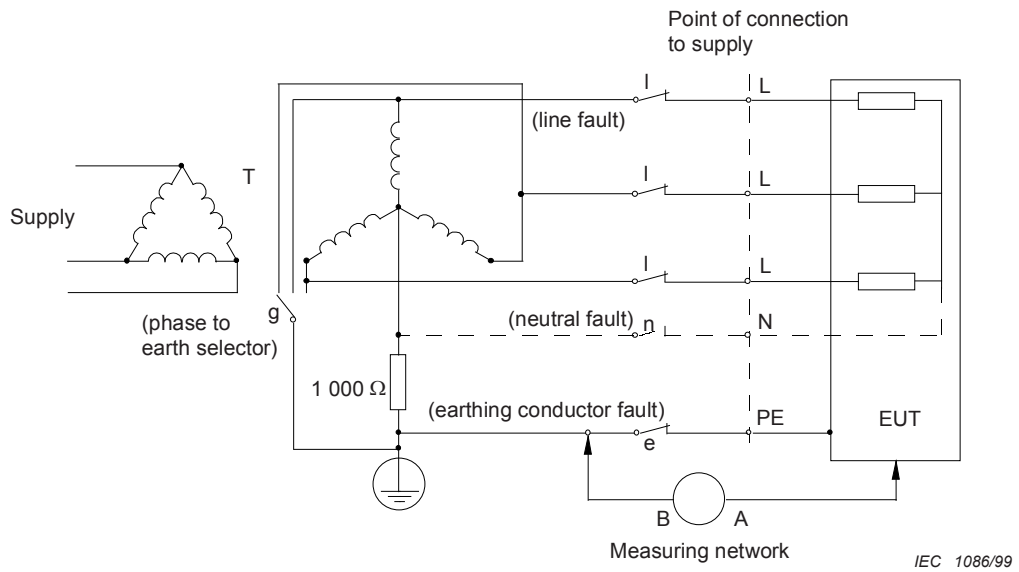 Point of connection
to supply
l
L
(line fault)
T
l
L
Supply
l
L
g
(phase to
earth selector)
(neutral fault)
n
N
1 000 Ω
(earthing conductor fault)
e
PE
EUT
B
A
Measuring network
IEC 1086/99